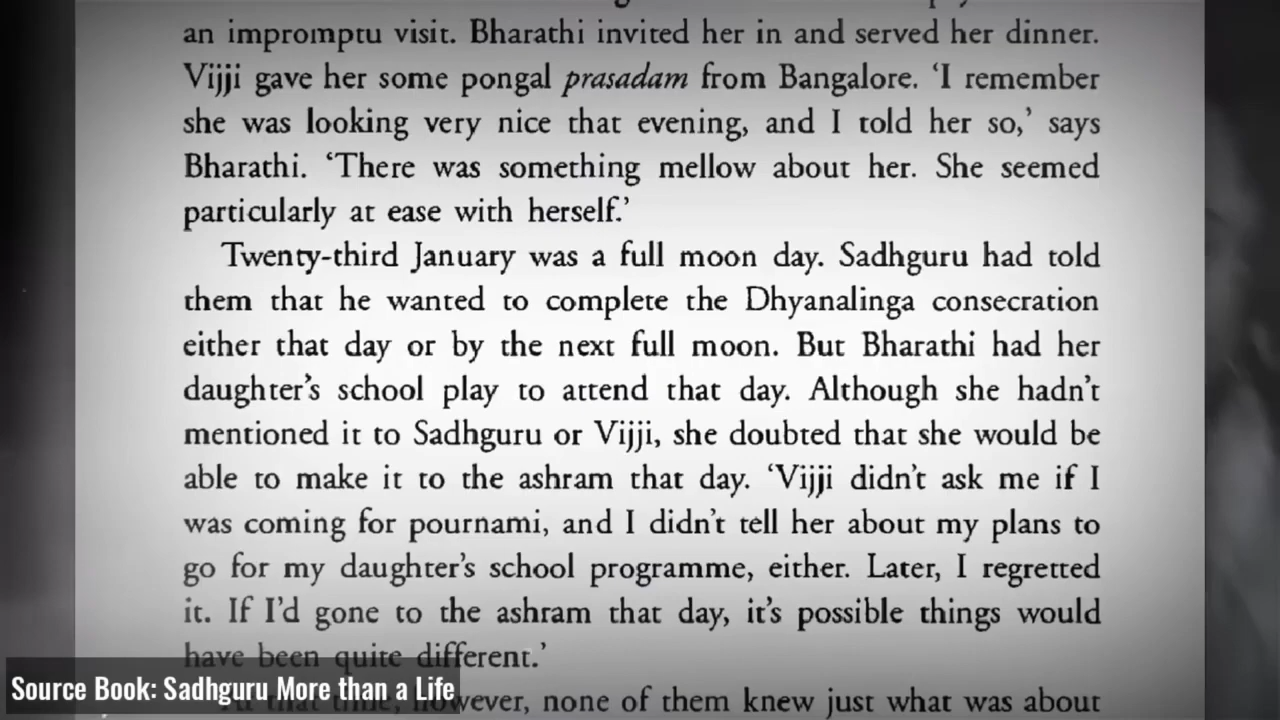 an impromptu visit. Bharathi invited her in and served her dinner.
Vijji gave her some pongal prasadam from Bangalore. ‘I remember
she was looking very nice that evening, and I told her so,’ says
Bharathi. ‘There was something mellow about her. She seemed
particularly at ease with herself.’
Twenty-third January was a full moon day. Sadhguru had told
them that he wanted to complete the Dhyanalinga consecration
either that day or by the next full moon. But Bharathi had her
daughter’s school play to attend that day. Although she hadn’t
mentioned it to Sadhguru or Vijji, she doubted that she would be
able to make it to the ashram that day. ‘Vijji didn’t ask me if I
was coming for pournami, and I didn’t tell her about my plans to
go for my daughter’s school programme, either. Later, I regretted
it. If I’d gone to the ashram that day, it’s possible things would
have been quite different.’
Source Book: Sadhguru More than a Life
however, none of them knew just what was about